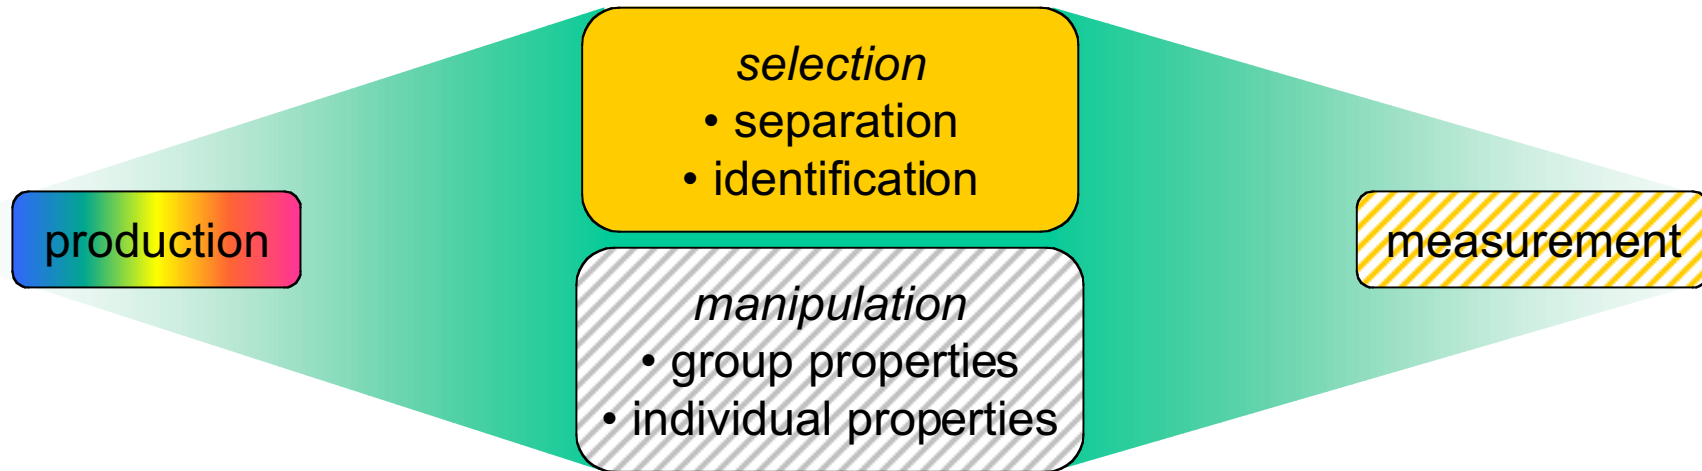 production
selection
• separation
• identification
manipulation
• group properties
• individual properties
measurement